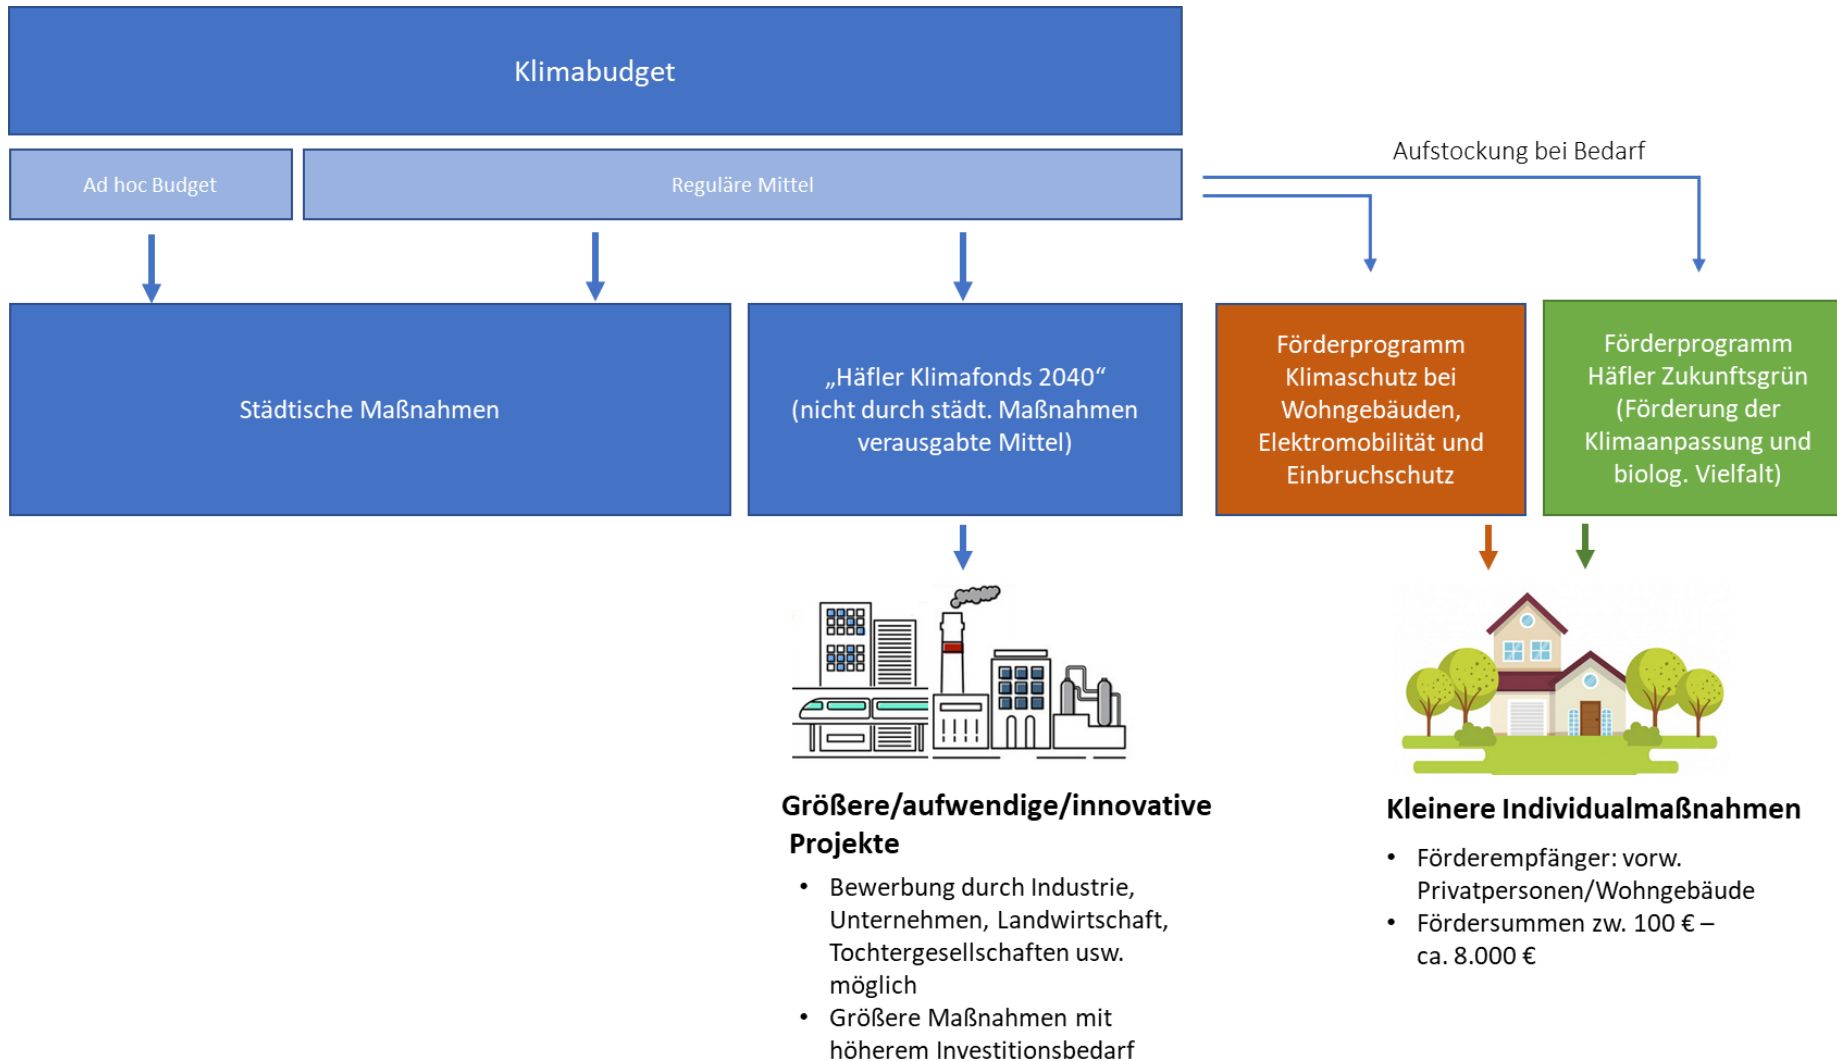 Klimabudget
Aufstockung bei Bedarf
Ad hoc Budget
Reguläre Mittel
Städtische Maßnahmen
„Häfler Klimafonds 2040“
(nicht durch städt. Maßnahmen
verausgabte Mittel)
Förderprogramm
Klimaschutz bei
Wohngebäuden,
Elektromobilität und
Einbruchschutz
Förderprogramm
Häfler Zukunftsgrün
(Förderung der
Klimaanpassung und
biolog. Vielfalt)
Größere/aufwendige/innovative
Projekte
• Bewerbung durch Industrie,
Unternehmen, Landwirtschaft,
Tochtergesellschaften usw.
möglich
• Größere Maßnahmen mit
höherem Investitionsbedarf
Kleinere Individualmaßnahmen
• Förderempfänger: vorw.
Privatpersonen/Wohngebäude
• Fördersummen zw. 100 € –
ca. 8.000 €